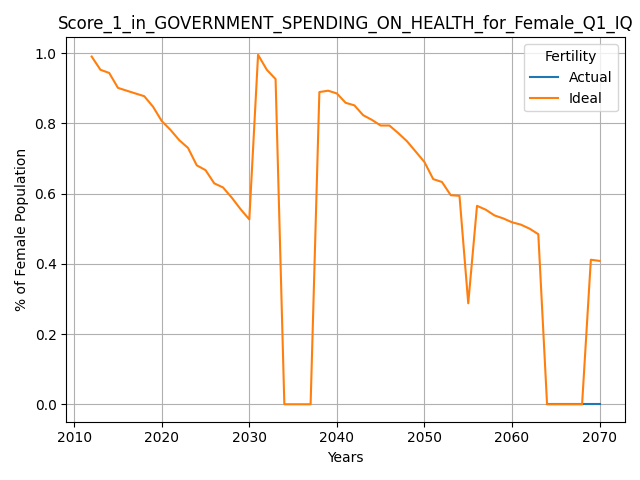 Score_1_in_GOVERNMENT_SPENDING_ON_HEALTH_for_Female_Q1_IQ
Fertility
Actual
Ideal
% of Female Population
1.0
0.8
0.6
0.4
0.2
0.0
2010 2020 2030 2040 2050 2060 2070
Years